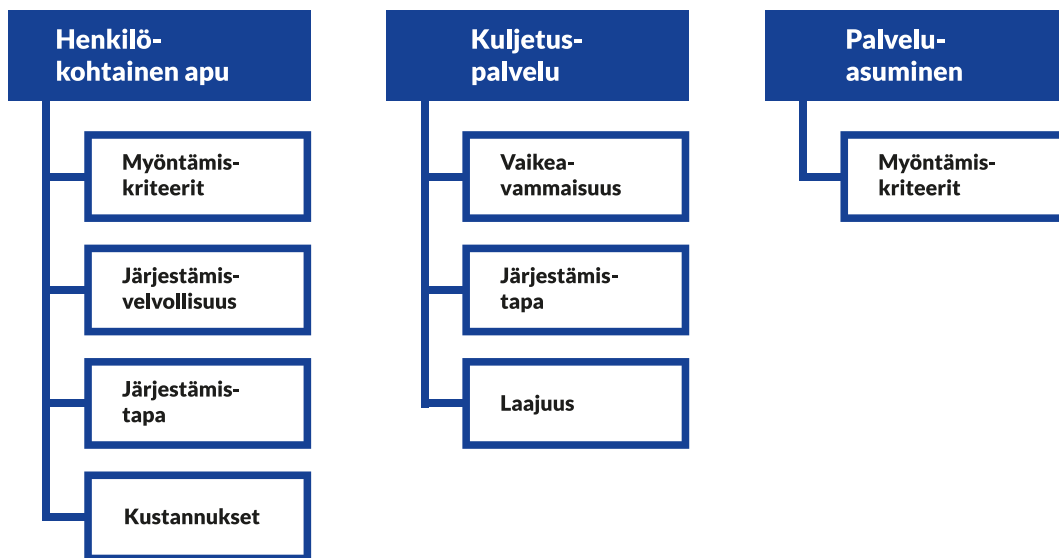 Henkilö-
kohtainen apu
Myöntämis-
kriteerit
Järjestämis-
velvollisuus
Järjestämis-
tapa
Kustannukset
Kuljetus-
palvelu
Vaikea-
vammaisuus
Järjestämis-
tapa
Laajuus
Palvelu-
asuminen
Myöntämis-
kriteerit